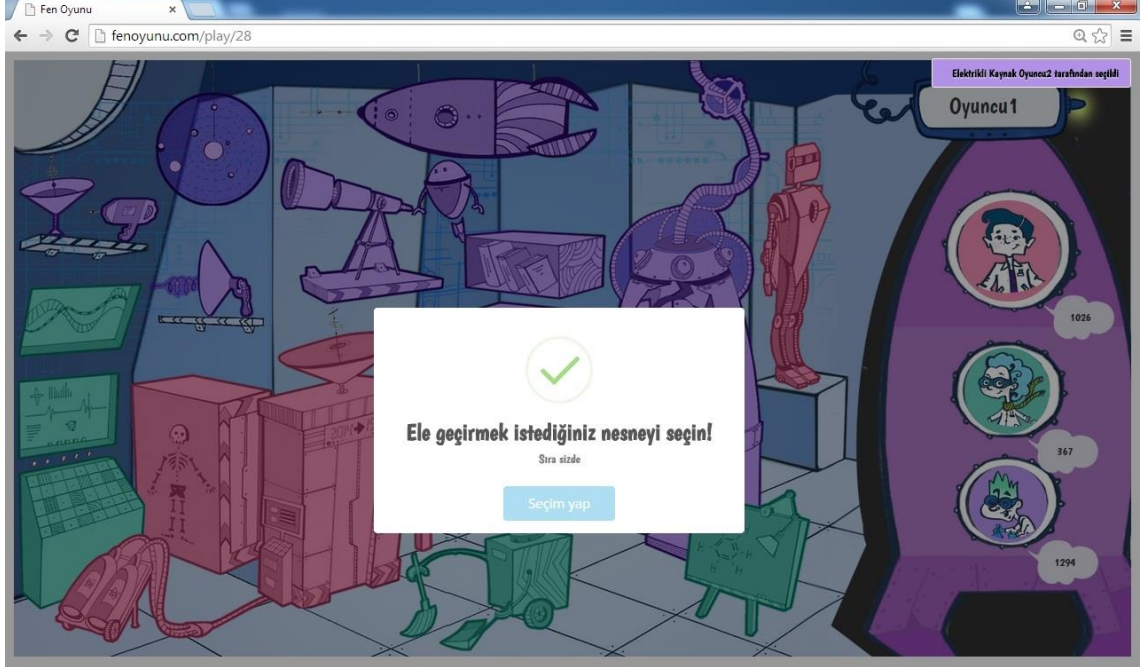 Fen Oyunu
fenoyunu.com/play/28
Elektrikli Kaynak Oyuncu2 tarafından seçildi
Oyuncu1
1026
Ele geçirmek istediğiniz nesneyi seçin!
Sıra sizde
Seçim yap
367
1294